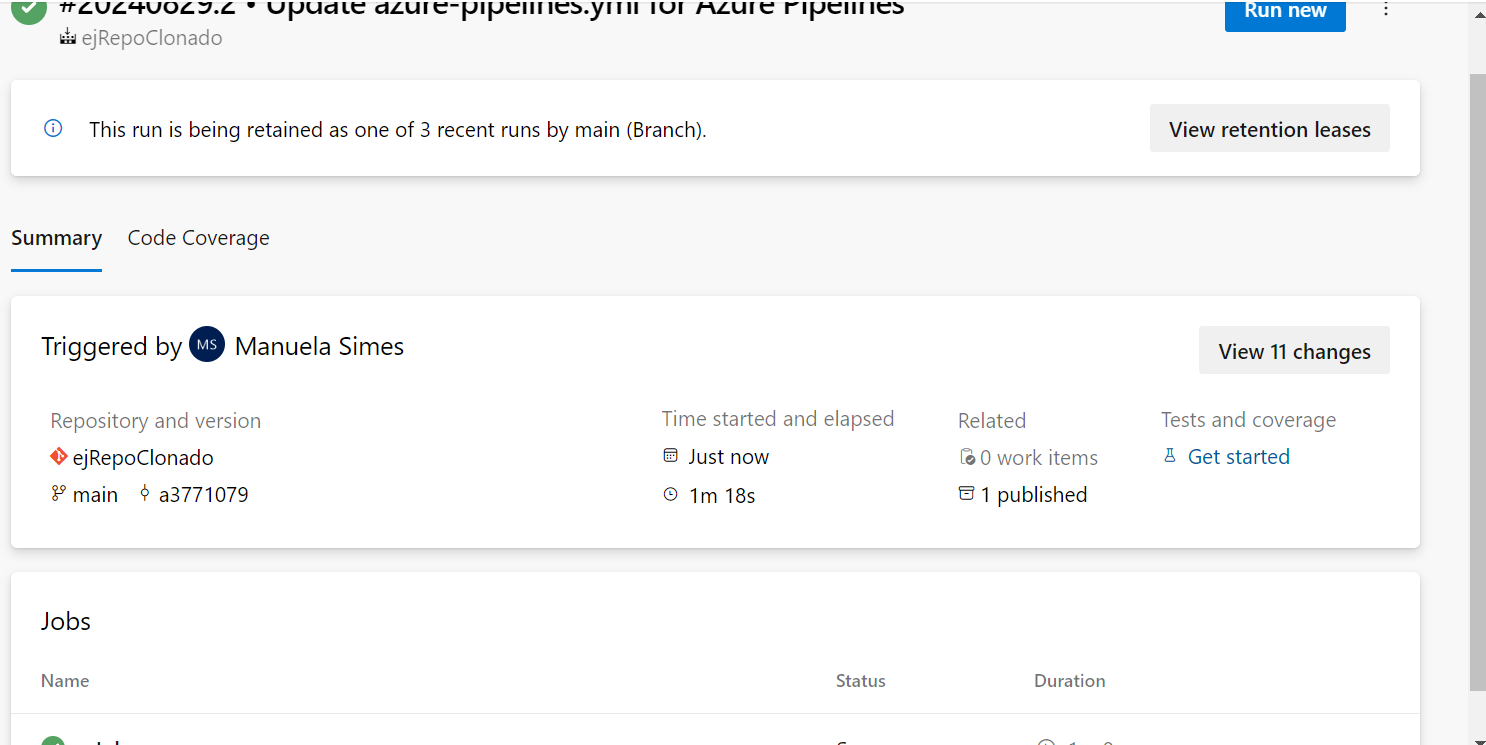 #20240829.2 • Update azure-pipelines.yml for Azure Pipelines
Run new
ejRepoClonado
This run is being retained as one of 3 recent runs by main (Branch).
View retention leases
Summary
Code Coverage
Triggered by MS Manuela Simes
View 11 changes
Repository and version
Time started and elapsed
Related
Tests and coverage
ejRepoClonado
Just now
0 work items
Get started
main a3771079
1m 18s
1 published
Jobs
Name
Status
Duration